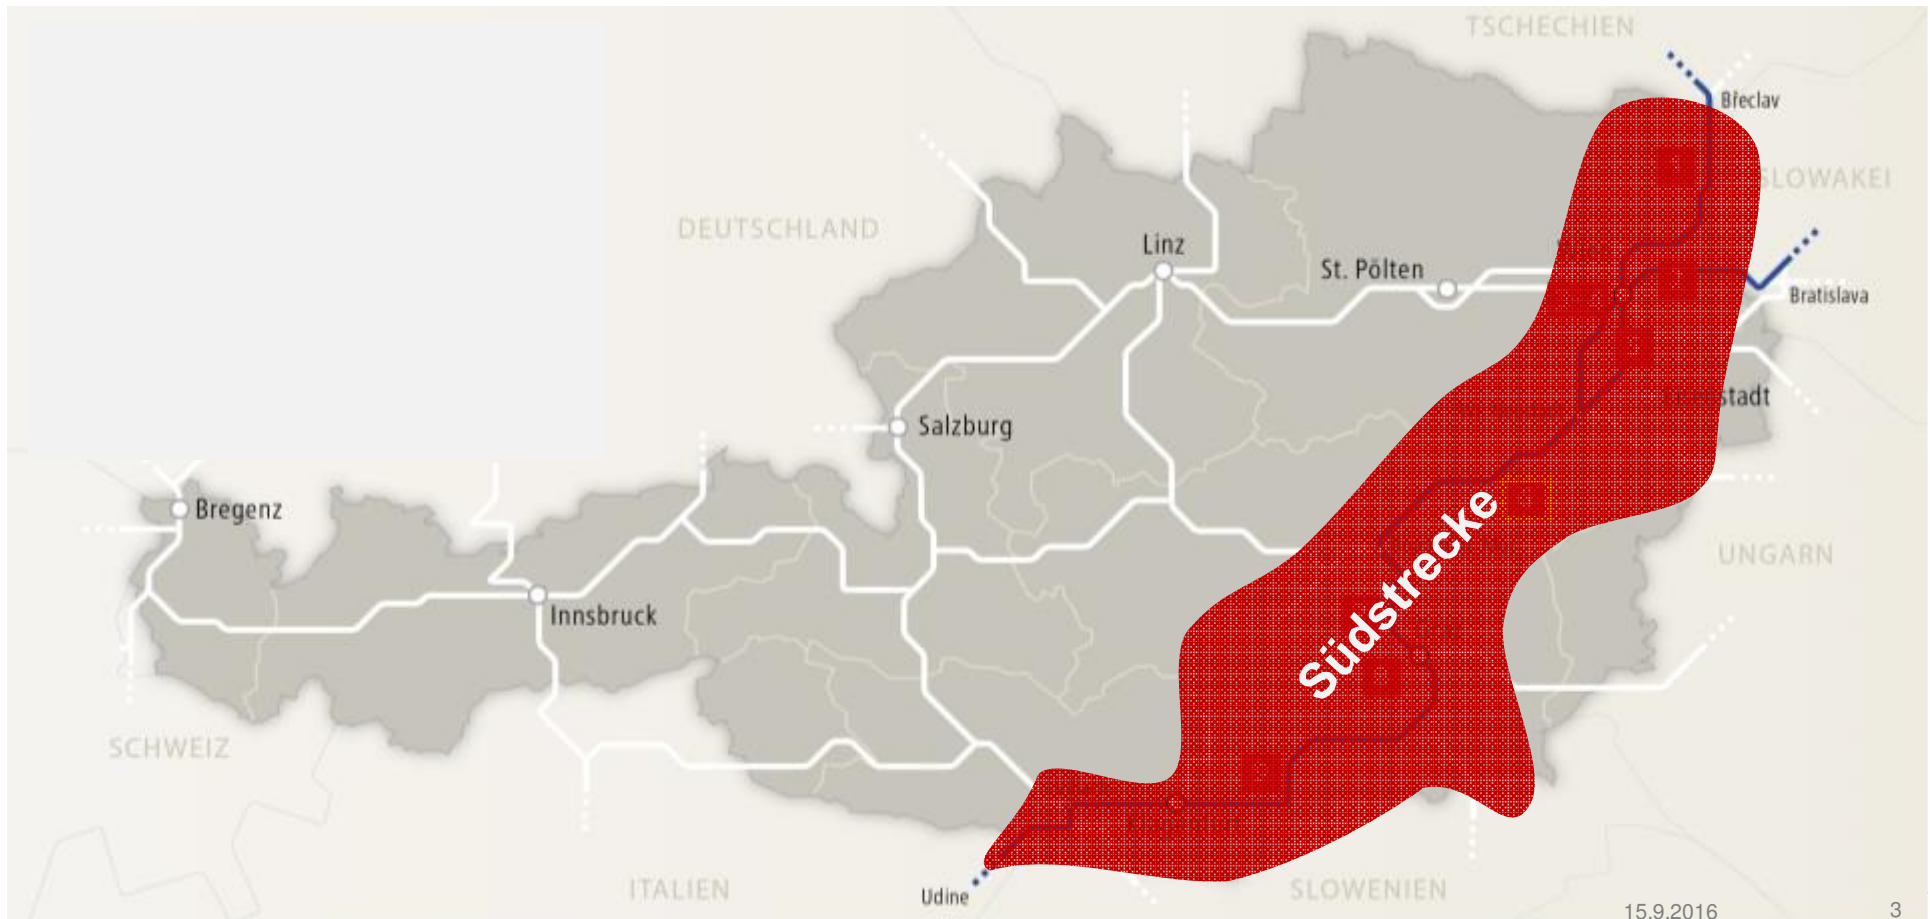 TSCHECHIEN
Břeclav
SLOWAKEI
DEUTSCHLAND
Linz
St. Pölten
Bratislava
stadt
Salzburg
Bregenz
Südstrecke
UNGARN
Innsbruck
SCHWEIZ
ITALIEN
Udine
SLOWENIEN
15.9.2016
3